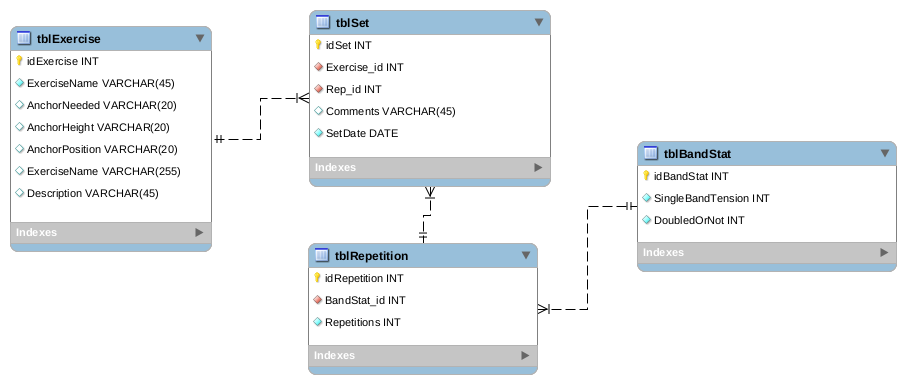 tblExercise
idExercise INT
ExerciseName VARCHAR(45)
AnchorNeeded VARCHAR(20)
AnchorHeight VARCHAR(20)
AnchorPosition VARCHAR(20)
ExerciseName VARCHAR(255)
Description VARCHAR(45)
Indexes
tblSet
idSet INT
Exercise_id INT
Rep_id INT
Comments VARCHAR(45)
SetDate DATE
Indexes
tblRepetition
idRepetition INT
BandStat_id INT
Repetitions INT
Indexes
tblBandStat
idBandStat INT
SingleBandTension INT
DoubledOrNot INT
Indexes